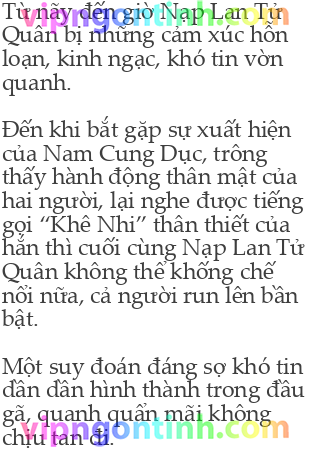 Từ nãy đến giờ Nạp Lan Tử
Quân bị những cảm xúc hỗn
loạn, kinh ngạc, khó tin vờn
quanh.
Đến khi bắt gặp sự xuất hiện
của Nam Cung Dục, trông
thấy hành động thân mật của
hai người, lại nghe được tiếng
gọi “Khê Nhi” thân thiết của
hắn thì cuối cùng Nạp Lan Tử
Quân không thể khống chế
nổi nữa, cả người run lên bần
bật.
Một suy đoán đáng sợ khó tin
dần dần hình thành trong đầu
gã, quanh quẩn mãi không
chịu tan đi.
vipngontinh.com
vipngontinh.com